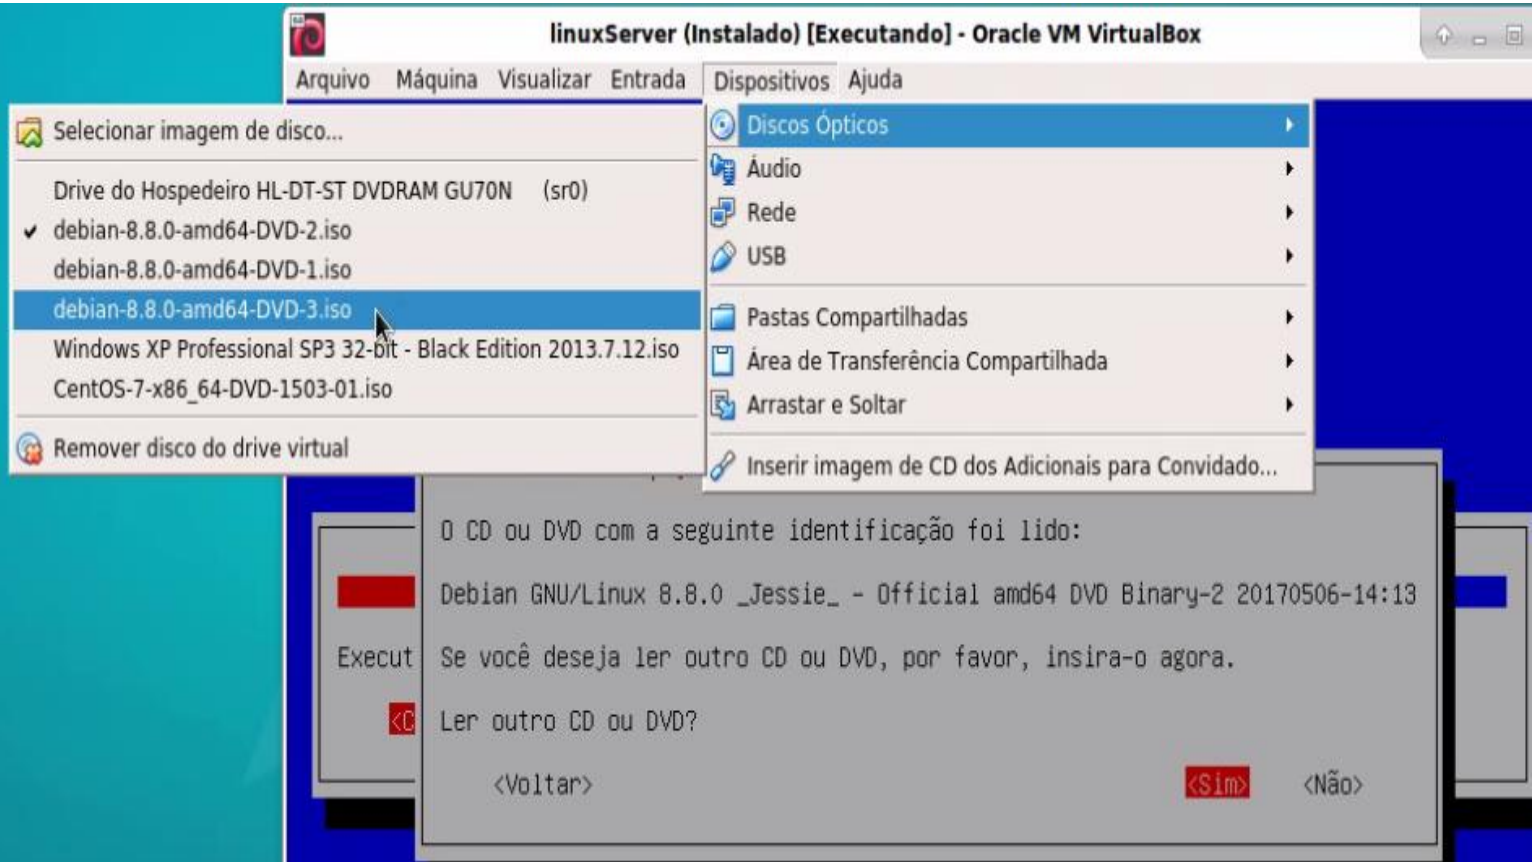 linuxServer (Instalado) [Executando] - Oracle VM VirtualBox
Arquivo Máquina Visualizar Entrada Dispositivos Ajuda
Selecionar imagem de disco...
Drive do Hospedeiro HL-DT-ST DVDRAM GU70N (sr0)
debian-8.8.0-amd64-DVD-2.iso
debian-8.8.0-amd64-DVD-1.iso
debian-8.8.0-amd64-DVD-3.iso
Windows XP Professional SP3 32-bit - Black Edition 2013.7.12.iso
CentOS-7-x86_64-DVD-1503-01.iso
Remover disco do drive virtual
Discos Ópticos
Áudio
Rede
USB
Pastas Compartilhadas
Área de Transferência Compartilhada
Arrastar e Soltar
Inserir imagem de CD dos Adicionais para Convidado...
O CD ou DVD com a seguinte identificação foi lido:
Debian GNU/Linux 8.8.0 _Jessie_ - Official amd64 DVD Binary-2 20170506-14:13
Execut
Se você deseja ler outro CD ou DVD, por favor, insira-o agora.
<C
Ler outro CD ou DVD?
<Voltar> <Sim> <Não>